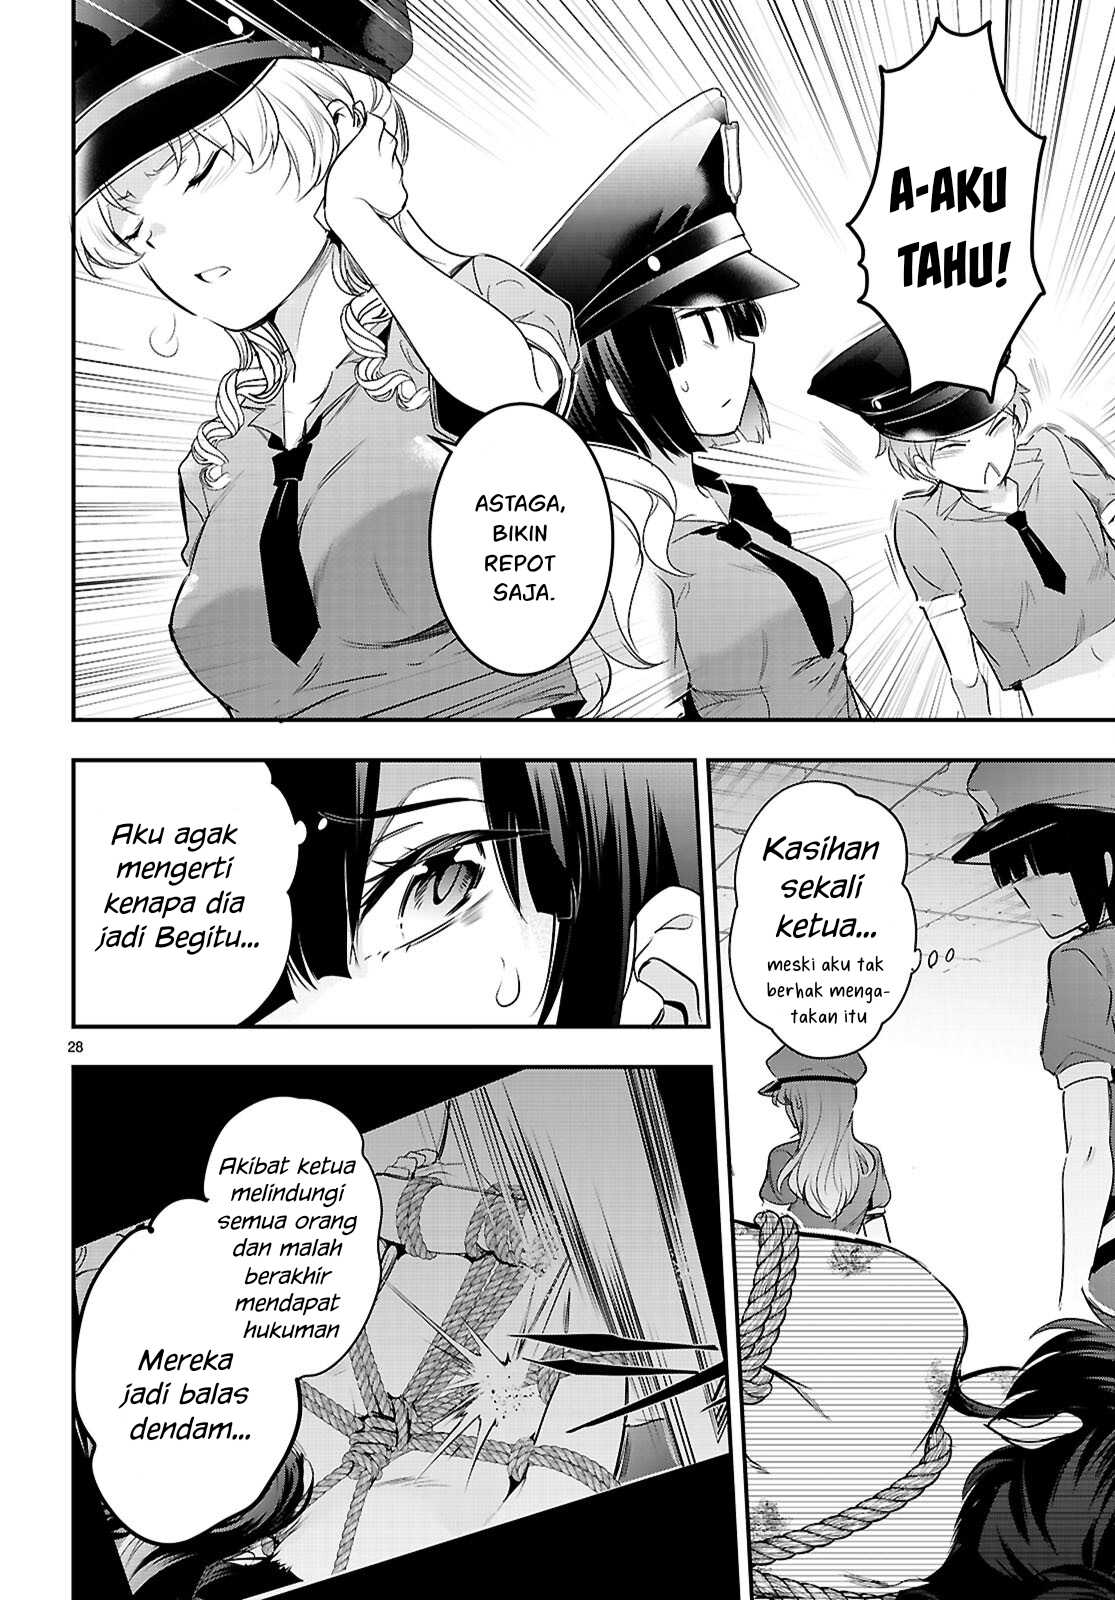 A-AKU
TAHU!
ASTAGA,
BIKIN
REPOT
SAJA.
Kasihan
sekali
ketua...
meski aku tak
berhak menga-
takan itu
Aku agak
mengerti
kenapa dia
jadi Begitu...
28
Akibat ketua
melindungi
semua orang
dan malah
berakhir
mendapat
hukuman
Mereka
jadi balas
dendam...